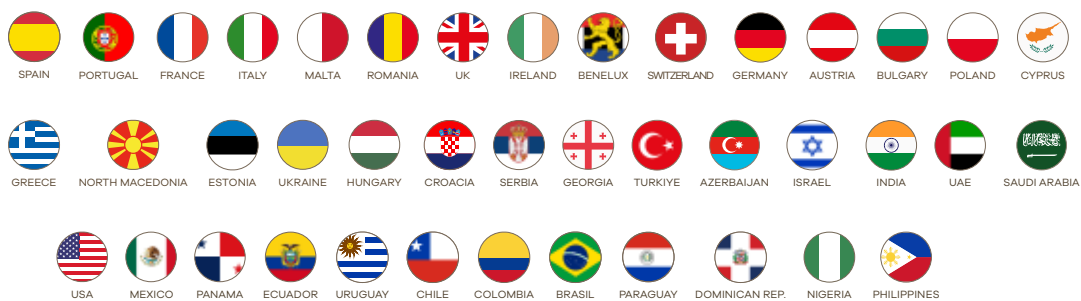 SPAIN PORTUGAL FRANCE ITALY MALTA ROMANIA UK IRELAND BENELUX SWITZERLAND GERMANY AUSTRIA BULGARY POLAND CYPRUS
GREECE NORTH MACEDONIA ESTONIA UKRAINE HUNGARY CROACIA SERBIA GEORGIA TURKIYE AZERBAIJAN ISRAEL INDIA UAE SAUDI ARABIA
USA MEXICO PANAMA ECUADOR URUGUAY CHILE COLOMBIA BRASIL PARAGUAY DOMINICAN REP. NIGERIA PHILIPPINES